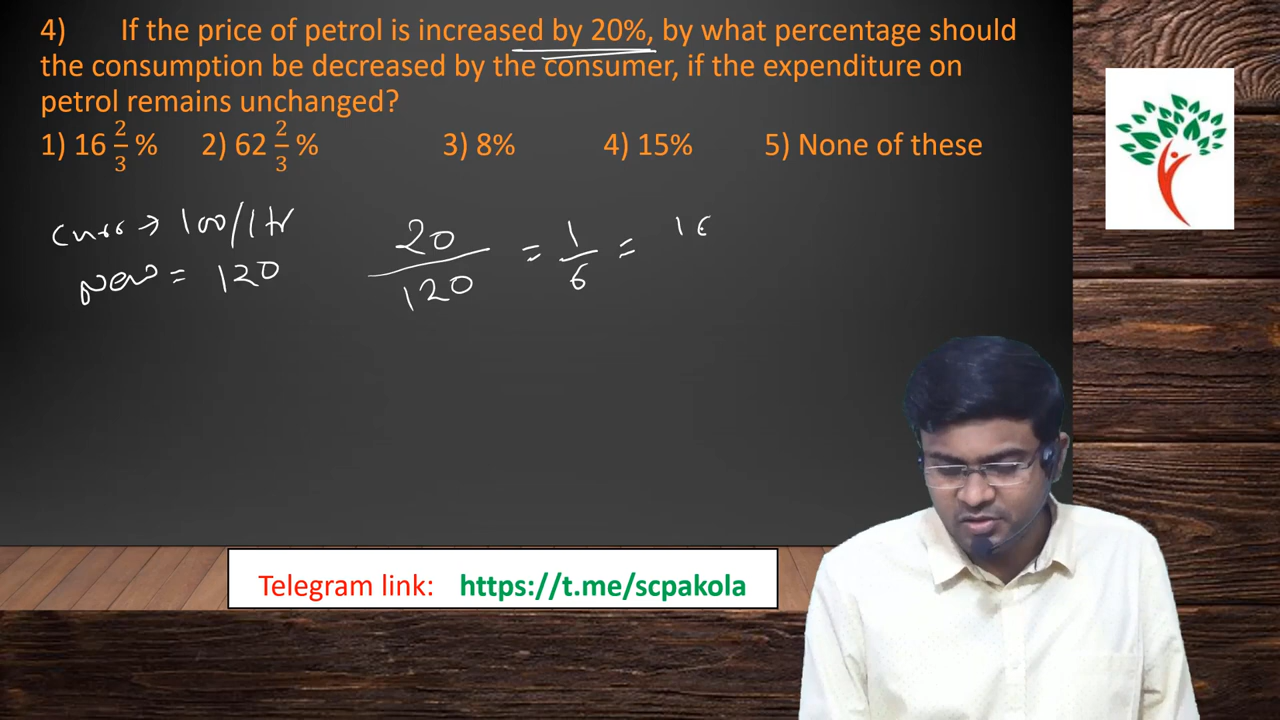 4) If the price of petrol is increased by 20%, by what percentage should
the consumption be decreased by the consumer, if the expenditure on
petrol remains unchanged?
1) 16 2/3 % 2) 62 2/3 % 3) 8% 4) 15% 5) None of these
100/ltr
20/120 = 1/6 = 16
New = 120
Telegram link: https://t.me/scpakola